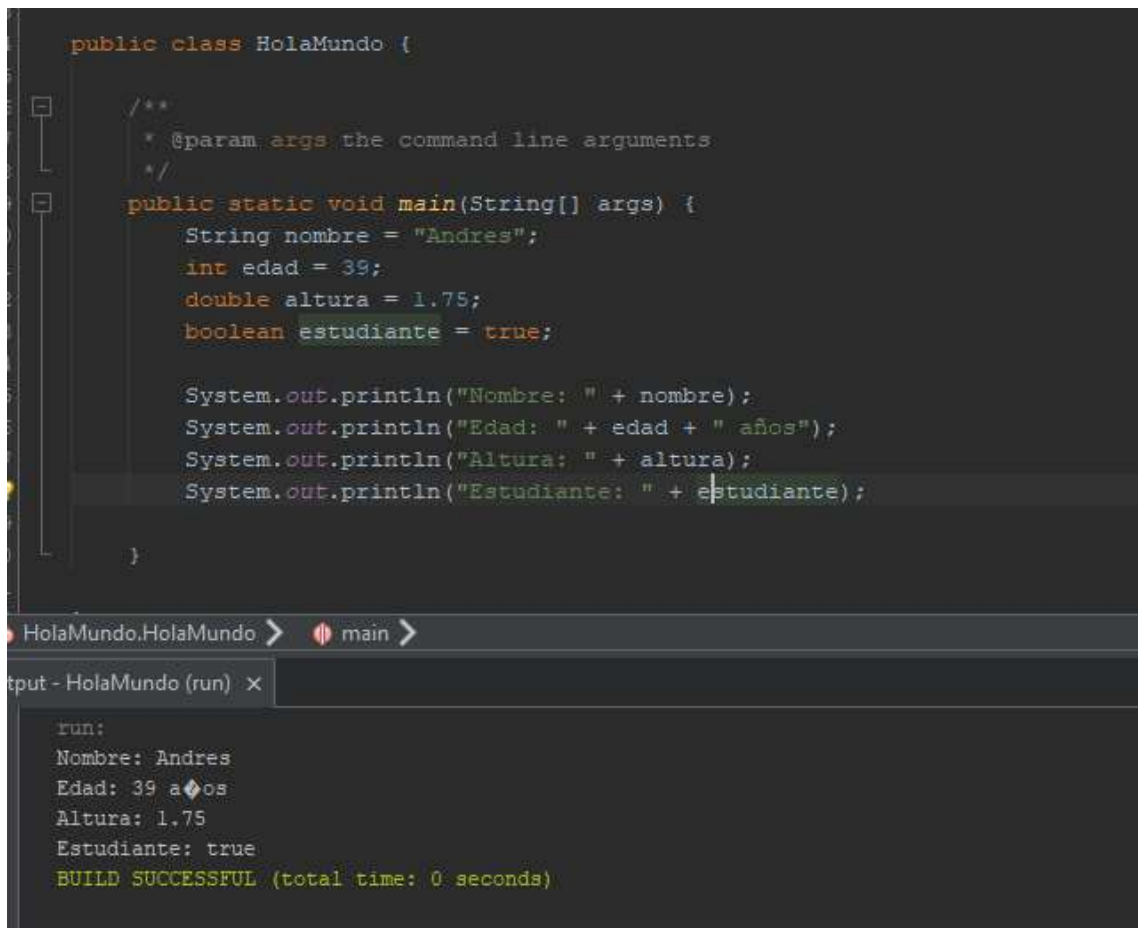 public class HolaMundo {
/**
* @param args the command line arguments
*/
public static void main(String[] args) {
String nombre = "Andres";
int edad = 39;
double altura = 1.75;
boolean estudiante = true;
System.out.println("Nombre: " + nombre);
System.out.println("Edad: " + edad + " años");
System.out.println("Altura: " + altura);
System.out.println("Estudiante: " + estudiante);
}
HolaMundo.HolaMundo main
tput - HolaMundo (run) ×
run:
Nombre: Andres
Edad: 39 a�os
Altura: 1.75
Estudiante: true
BUILD SUCCESSFUL (total time: 0 seconds)